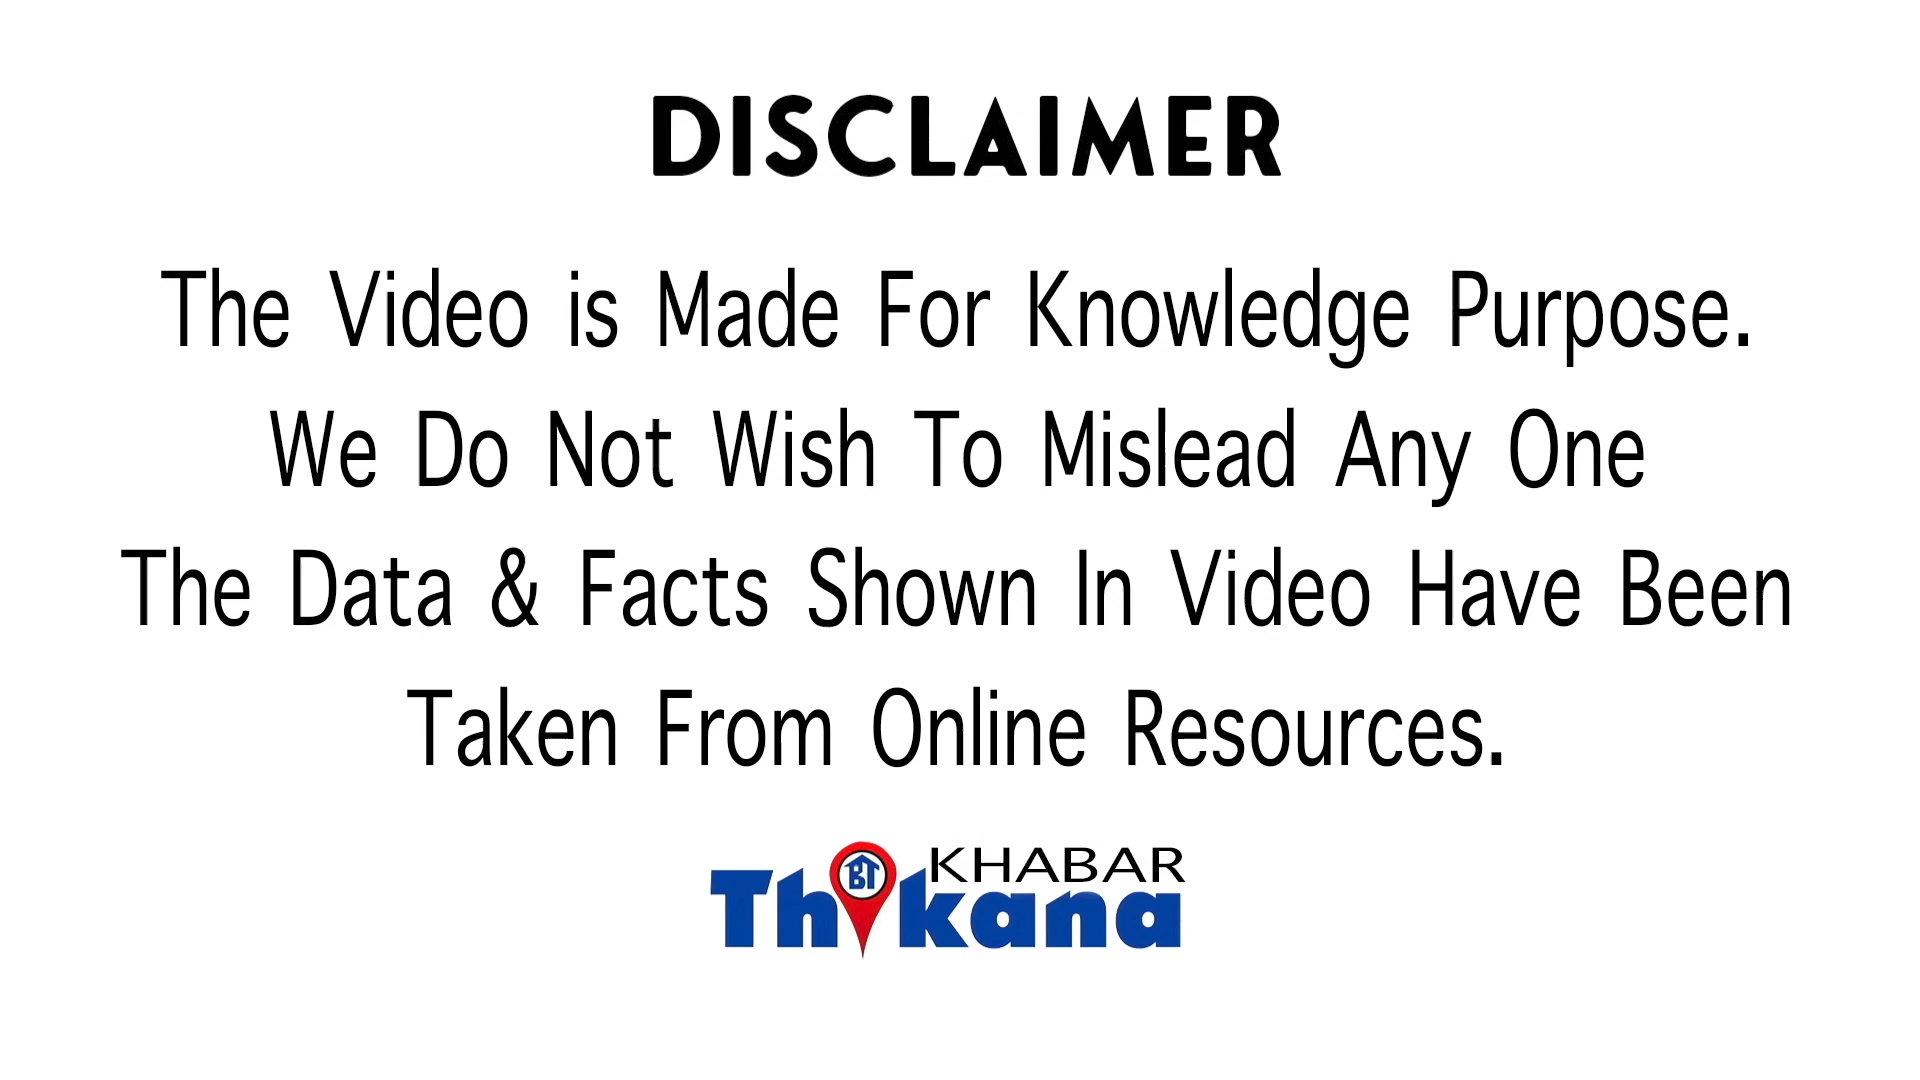 DISCLAIMER
The Video is Made For Knowledge Purpose.
We Do Not Wish To Mislead Any One
The Data & Facts Shown In Video Have Been
Taken From Online Resources.
KHABAR
BT
Thikana